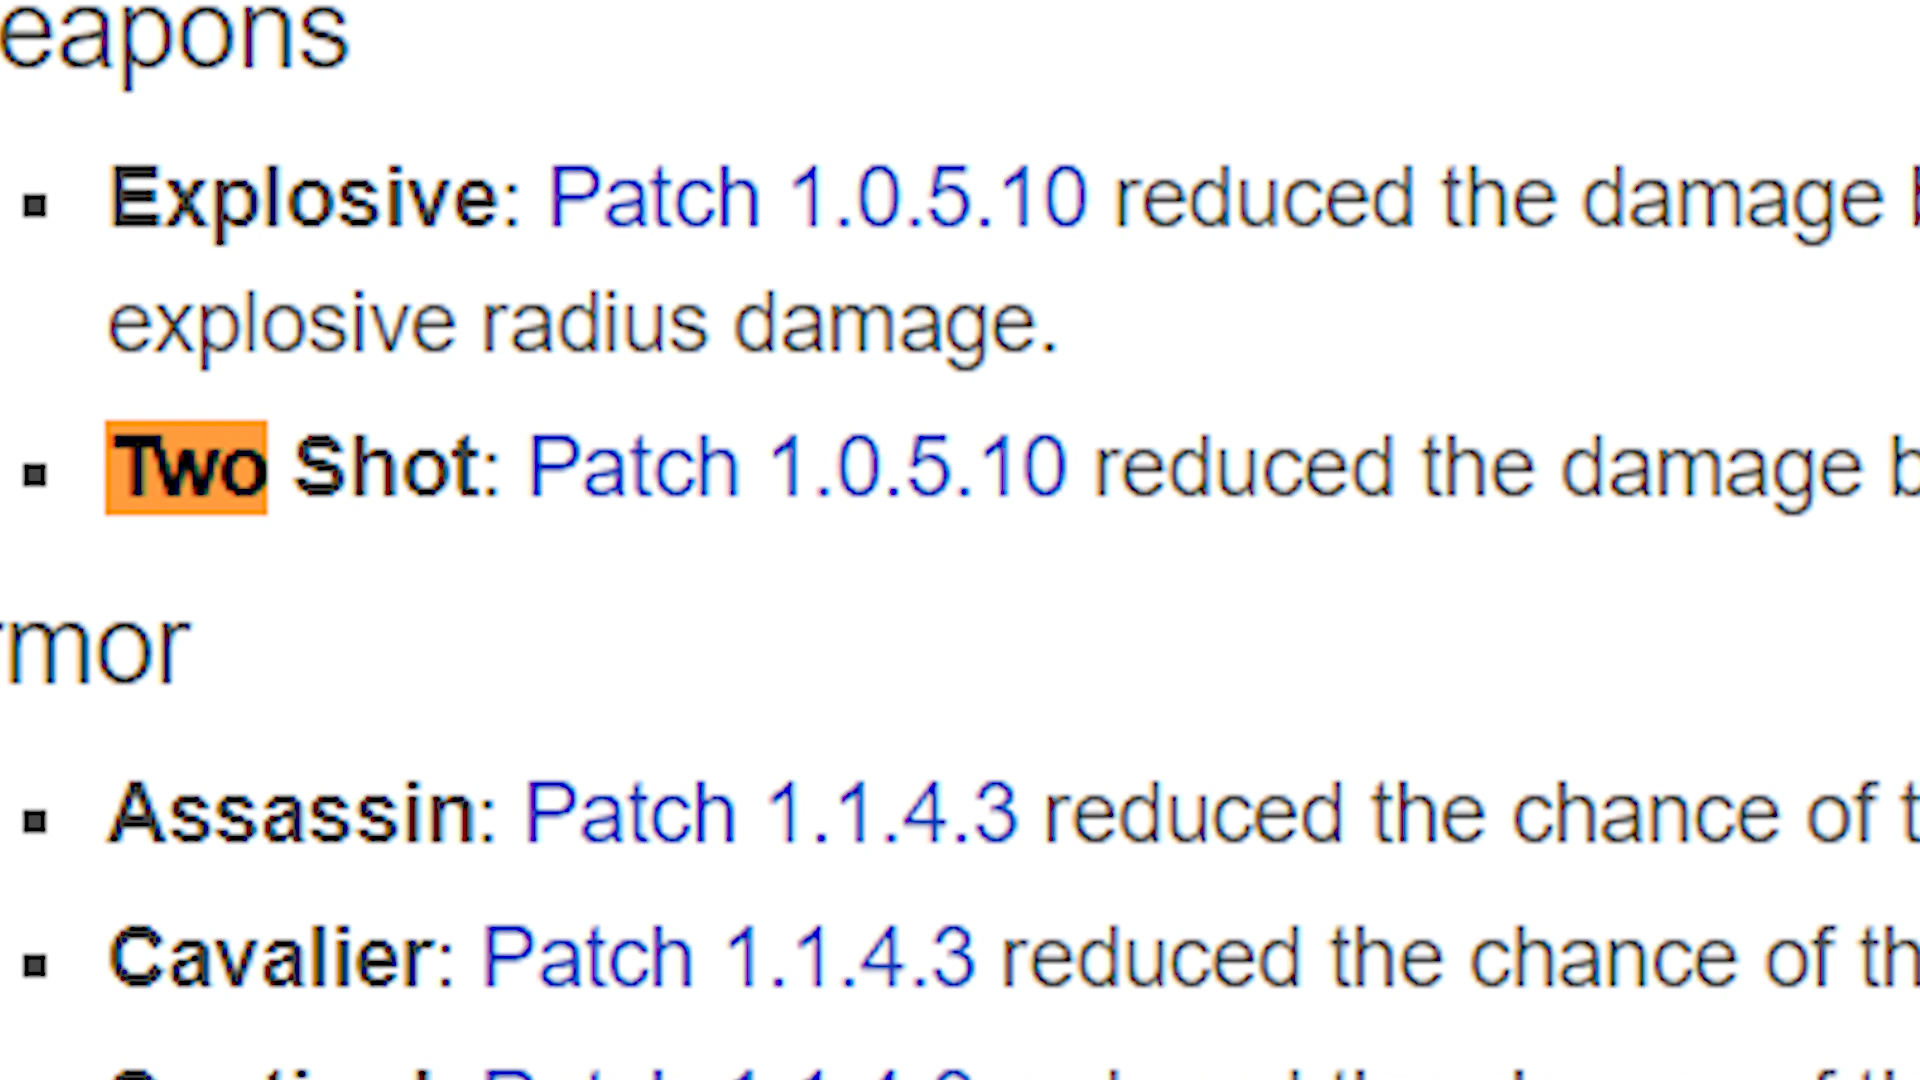 eapons
Explosive: Patch 1.0.5.10 reduced the damage
explosive radius damage.
Two Shot: Patch 1.0.5.10 reduced the damage b
rmor
Assassin: Patch 1.1.4.3 reduced the chance of t
Cavalier: Patch 1.1.4.3 reduced the chance of th